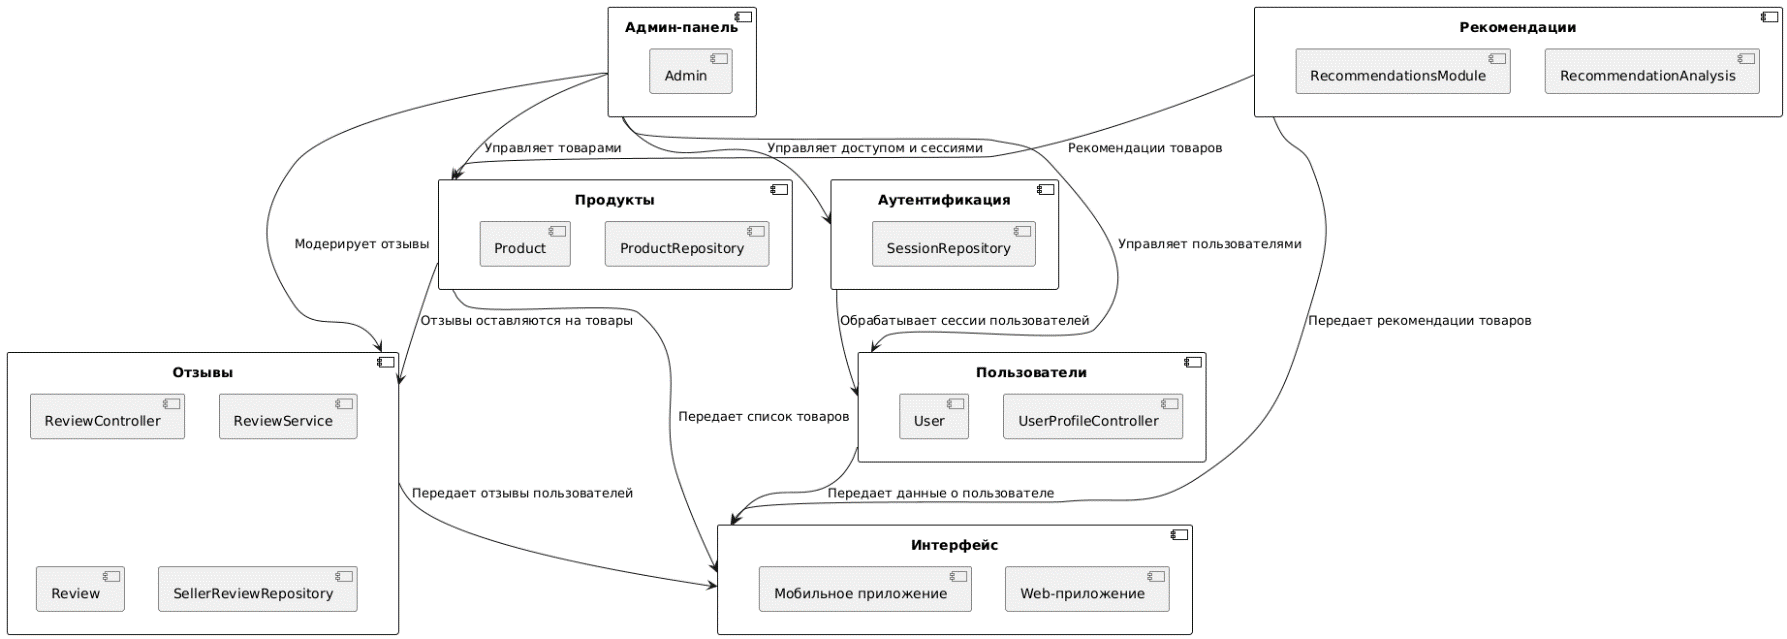 Админ-панель
Admin
Рекомендации
RecommendationsModule
RecommendationAnalysis
Управляет товарами
Управляет доступом и сессиями
Рекомендации товаров
Продукты
Product
ProductRepository
Аутентификация
SessionRepository
Модерирует отзывы
Управляет пользователями
Отзывы оставляются на товары
Обрабатывает сессии пользователей
Передает рекомендации товаров
Отзывы
ReviewController
ReviewService
Review
SellerReviewRepository
Пользователи
User
UserProfileController
Передает список товаров
Передает отзывы пользователей
Передает данные о пользователе
Интерфейс
Мобильное приложение
Web-приложение